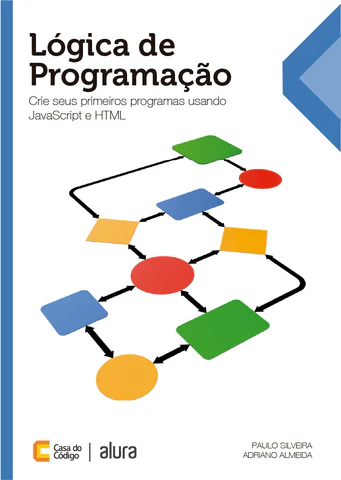 Lógica de
Programação
Crie seus primeiros programas usando
JavaScript e HTML
PAULO SILVEIRA
ADRIANO ALMEIDA
Casa do
Código
alura